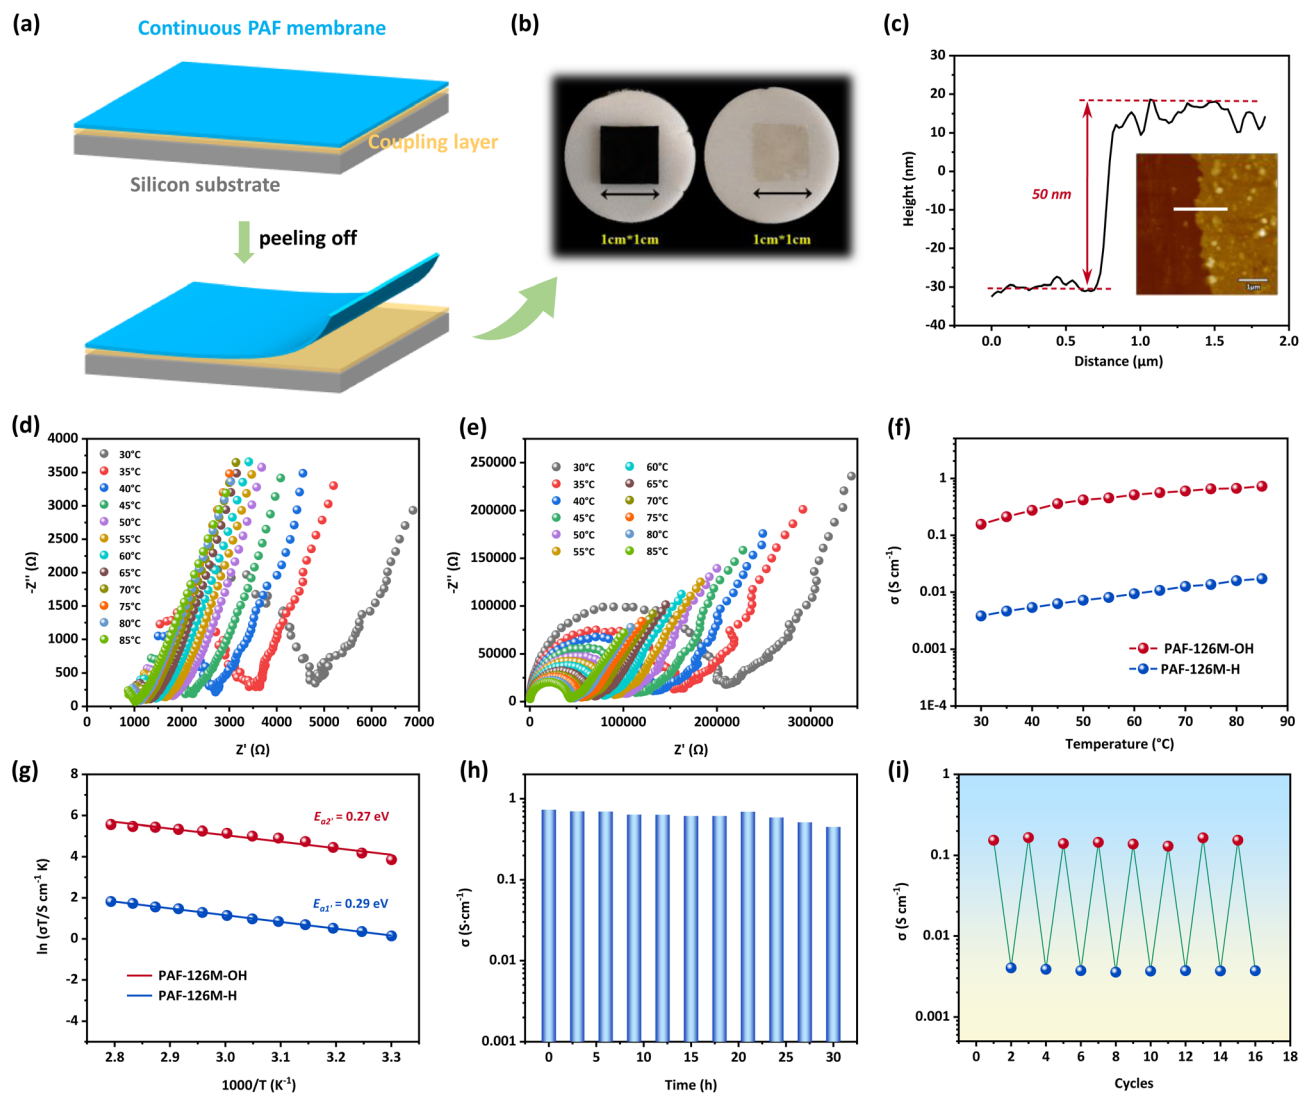 (a)
Continuous PAF membrane
Coupling layer
Silicon substrate
peeling off
(b)
1cm*1cm
1cm*1cm
(c)
30
20
10
0
-10
-20
-30
-40
Height (nm)
50 nm
1μm
0.0
0.5
1.0
1.5
2.0
Distance (μm)
(d)
4000
3500
3000
2500
2000
1500
1000
500
0
-Z'' (Ω)
30°C
35°C
40°C
45°C
50°C
55°C
60°C
65°C
70°C
75°C
80°C
85°C
0
1000
2000
3000
4000
5000
6000
7000
Z' (Ω)
(e)
250000
200000
150000
100000
50000
0
-Z'' (Ω)
30°C
35°C
40°C
45°C
50°C
55°C
60°C
65°C
70°C
75°C
80°C
85°C
0
100000
200000
300000
Z' (Ω)
(f)
1
0.1
0.01
0.001
1E-4
σ (S cm⁻¹)
PAF-126M-OH
PAF-126M-H
30
40
50
60
70
80
90
Temperature (°C)
(g)
8
6
4
2
0
-2
-4
ln (σT/S cm⁻¹ K)
Ea2' = 0.27 eV
Ea1' = 0.29 eV
PAF-126M-OH
PAF-126M-H
2.8
2.9
3.0
3.1
3.2
3.3
1000/T (K⁻¹)
(h)
1
0.1
0.01
0.001
σ (S·cm⁻¹)
0
5
10
15
20
25
30
Time (h)
(i)
1
0.1
0.01
0.001
σ (S cm⁻¹)
0
2
4
6
8
10
12
14
16
18
Cycles